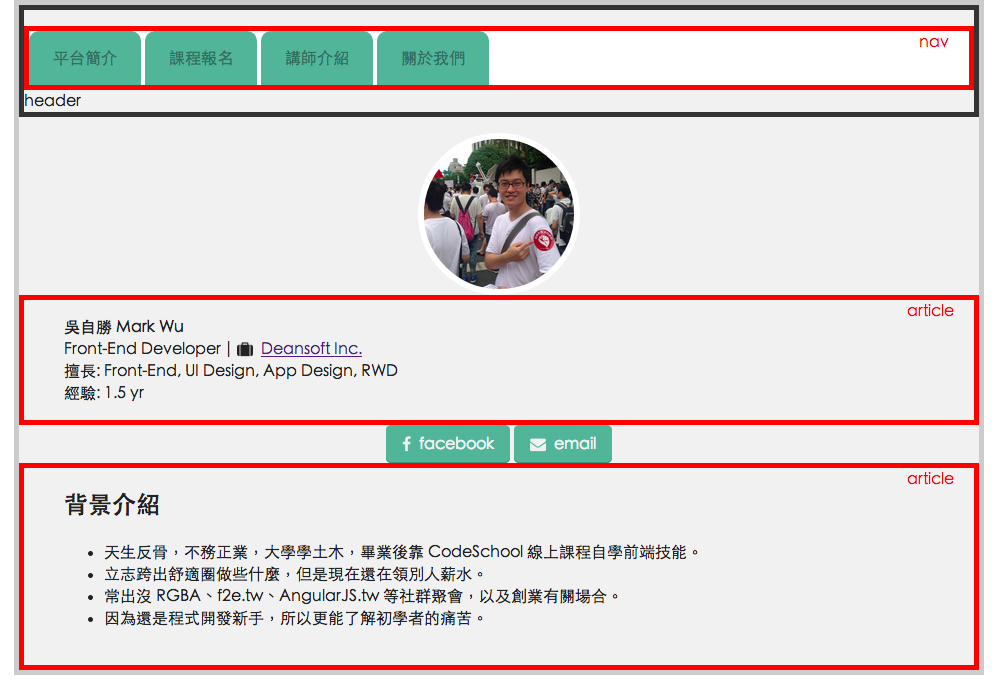 nav
平台簡介 課程報名 講師介紹 關於我們
header
article
吳自勝 Mark Wu
Front-End Developer | Deansoft Inc.
擅長: Front-End, UI Design, App Design, RWD
經驗: 1.5 yr
facebook email
article
背景介紹
• 天生反骨，不務正業，大學學土木，畢業後靠 CodeSchool 線上課程自學前端技能。
• 立志跨出舒適圈做些什麼，但是現在還在領別人薪水。
• 常出沒 RGBA、f2e.tw、AngularJS.tw 等社群聚會，以及創業有關場合。
• 因為還是程式開發新手，所以更能了解初學者的痛苦。